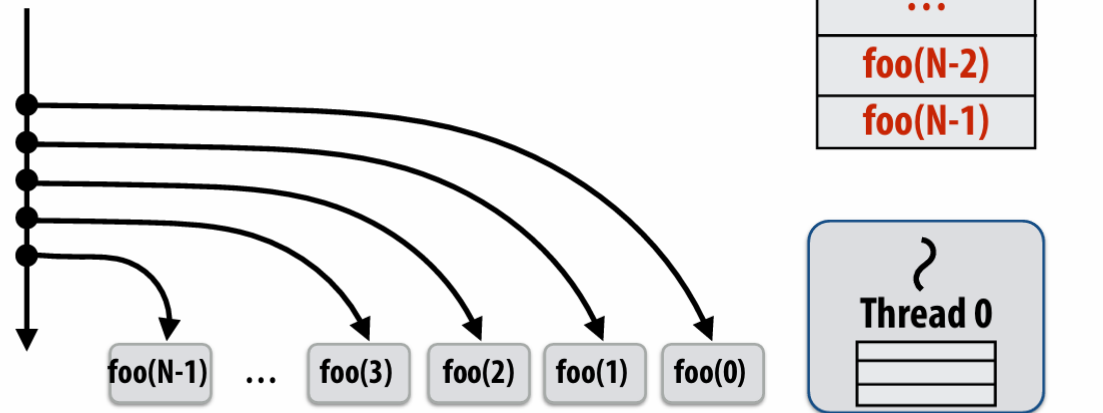 ...
foo(N-2)
foo(N-1)
Thread 0
foo(N-1) ... foo(3) foo(2) foo(1) foo(0)